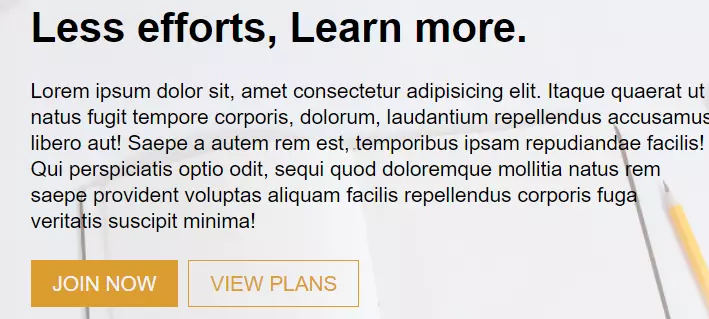 Less efforts, Learn more.
Lorem ipsum dolor sit, amet consectetur adipisicing elit. Itaque quaerat ut
natus fugit tempore corporis, dolorum, laudantium repellendus accusamus
libero aut! Saepe a autem rem est, temporibus ipsam repudiandae facilis!
Qui perspiciatis optio odit, sequi quod doloremque mollitia natus rem
saepe provident voluptas aliquam facilis repellendus corporis fuga
veritatis suscipit minima!
JOIN NOW VIEW PLANS